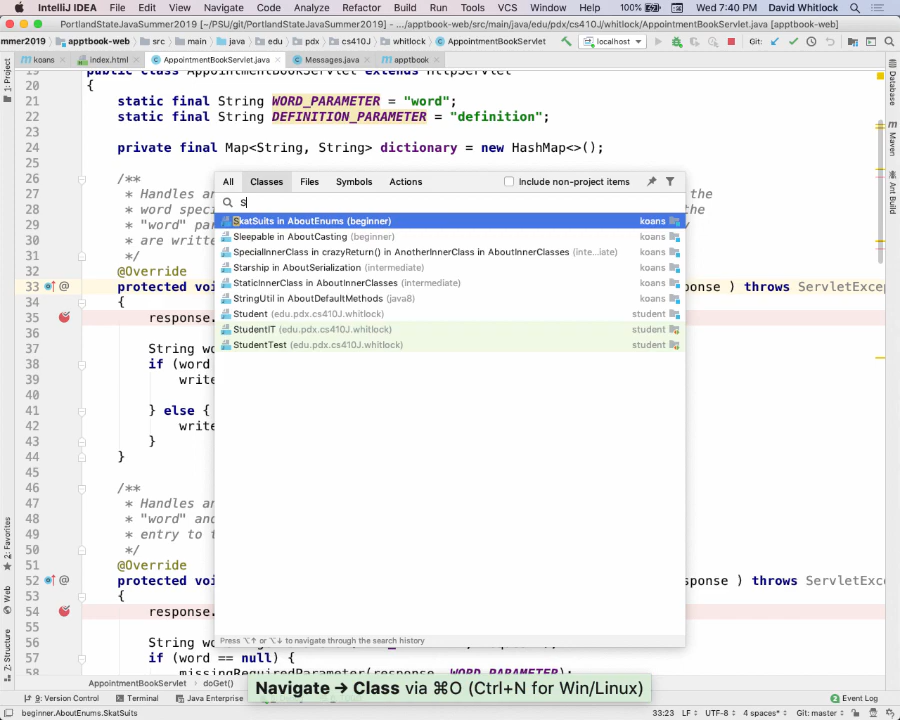 IntelliJ IDEA File Edit View Navigate Code Analyze Refactor Build Run Tools VCS Window Help 100% Wed 7:40 PM David Whitlock
PortlandStateJavaSummer2019 [~/PSU/git/PortlandStateJavaSummer2019] - .../apptbook-web/src/main/java/edu/pdx/cs410J/whitlock/AppointmentBookServlet.java [apptbook-web]
mmer2019 apptbook-web src main java edu pdx cs410J whitlock AppointmentBookServlet localhost Git:
koans index.html AppointmentBookServlet.java Messages.java apptbook
1: Project
Database
Maven
Ant Build
2: Favorites
Web
7: Structure
19 public class AppointmentBookServlet extends HttpServlet
20 {
21 static final String WORD_PARAMETER = "word";
22 static final String DEFINITION_PARAMETER = "definition";
23
24 private final Map<String, String> dictionary = new HashMap<>();
25
26 /**
27 * Handles an the
28 * word speci the
29 * "word" par
30 * are writte
31 */
32 @Override
33 @ protected voi ponse ) throws ServletExce
34 {
35 response.
36
37 String wo
38 if (word
39 write
40
41 } else {
42 write
43 }
44 }
45
46 /**
47 * Handles an
48 * "word" and
49 * entry to t
50 */
51 @Override
52 @ protected voi sponse ) throws ServletExce
53 {
54 response.
55
56 String wo
57 if (word == null) {
58 missingRequiredParameter(response, WORD_PARAMETER);
All Classes Files Symbols Actions Include non-project items
s
SkatSuits in AboutEnums (beginner) koans
Sleepable in AboutCasting (beginner) koans
SpecialInnerClass in crazyReturn() in AnotherInnerClass in AboutInnerClasses (inte...iate) koans
Starship in AboutSerialization (intermediate) koans
StaticInnerClass in AboutInnerClasses (intermediate) koans
StringUtil in AboutDefaultMethods (java8) koans
Student (edu.pdx.cs410J.whitlock) student
StudentIT (edu.pdx.cs410J.whitlock) student
StudentTest (edu.pdx.cs410J.whitlock) student
Press ⌥↑ or ⌥↓ to navigate through the search history
AppointmentBookServlet › doGet()
Navigate → Class via ⌘O (Ctrl+N for Win/Linux)
9: Version Control Terminal Java Enterprise 2 Event Log
beginner.AboutEnums.SkatSuits 33:23 LF UTF-8 4 spaces* Git: master